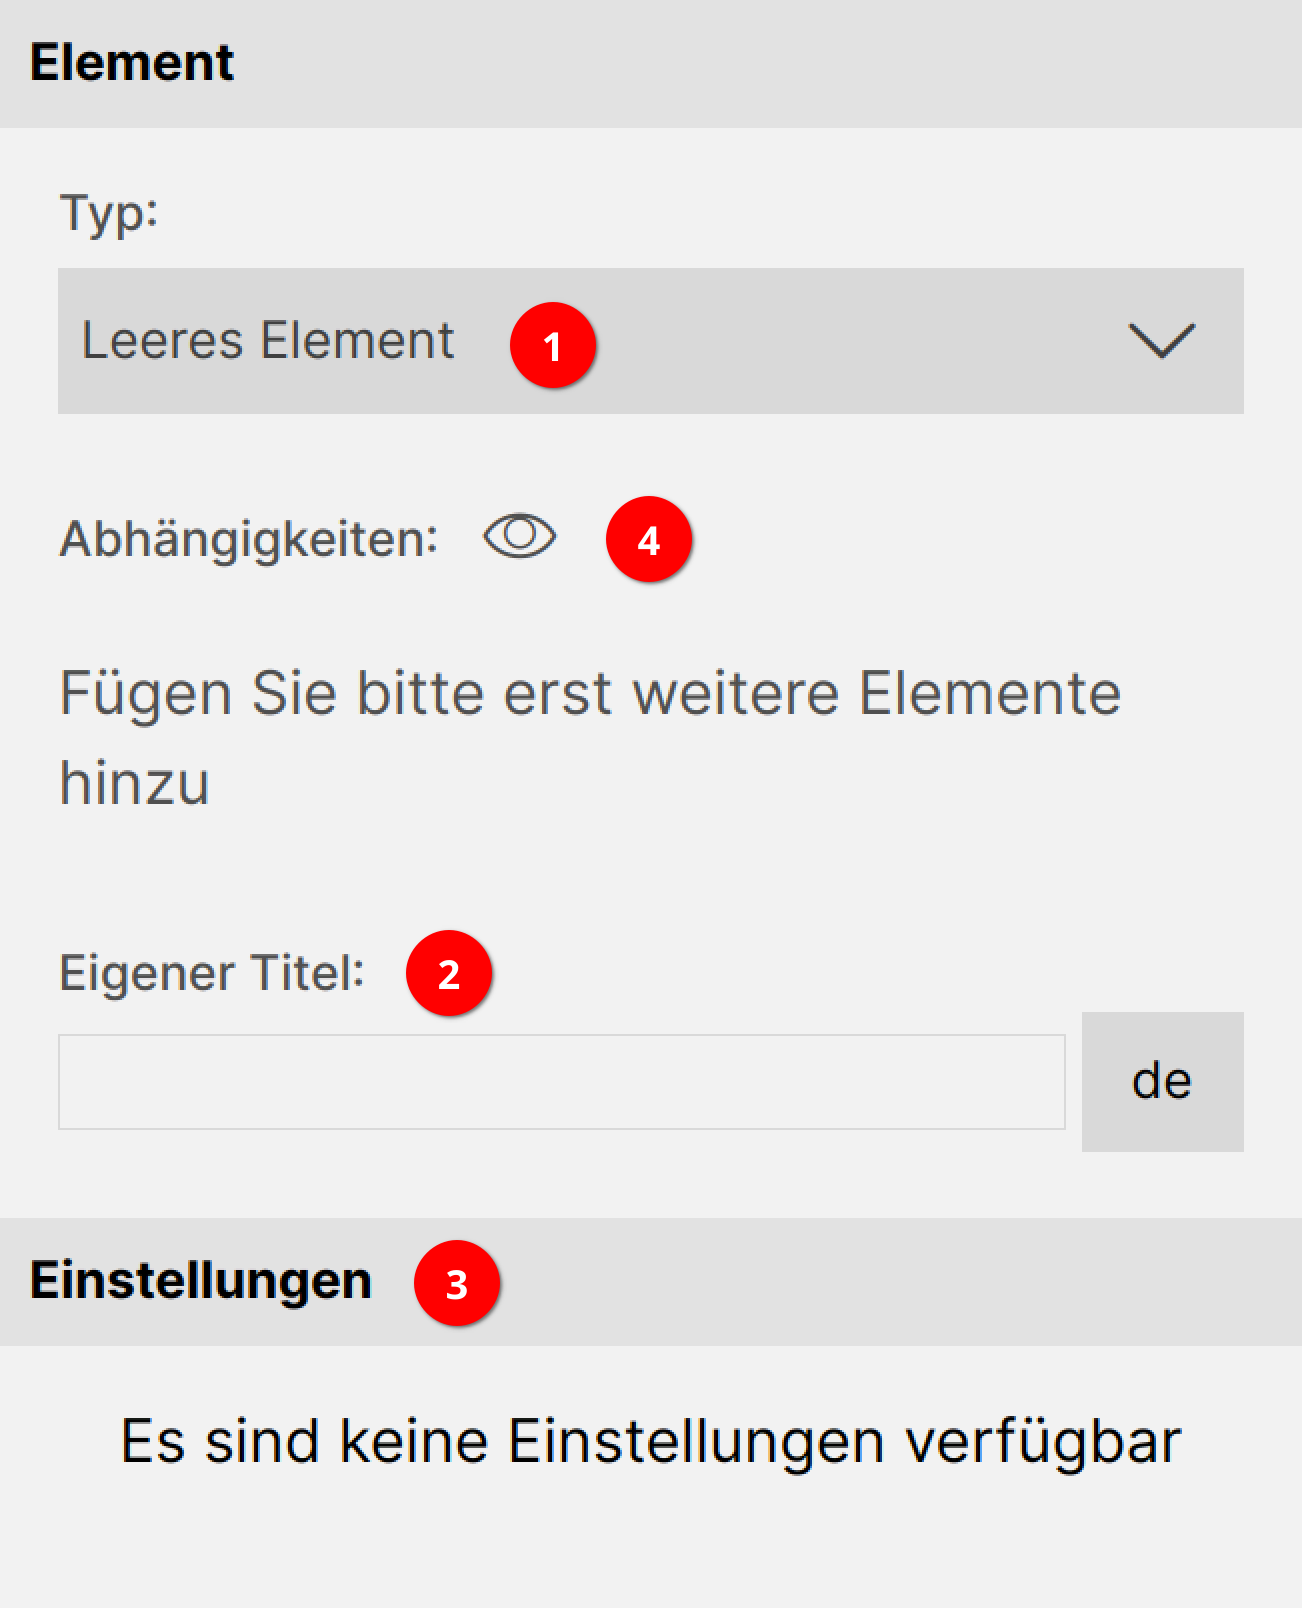 Element
Typ:
Leeres Element 1
Abhängigkeiten: 4
Fügen Sie bitte erst weitere Elemente
hinzu
Eigener Titel: 2
de
Einstellungen 3
Es sind keine Einstellungen verfügbar